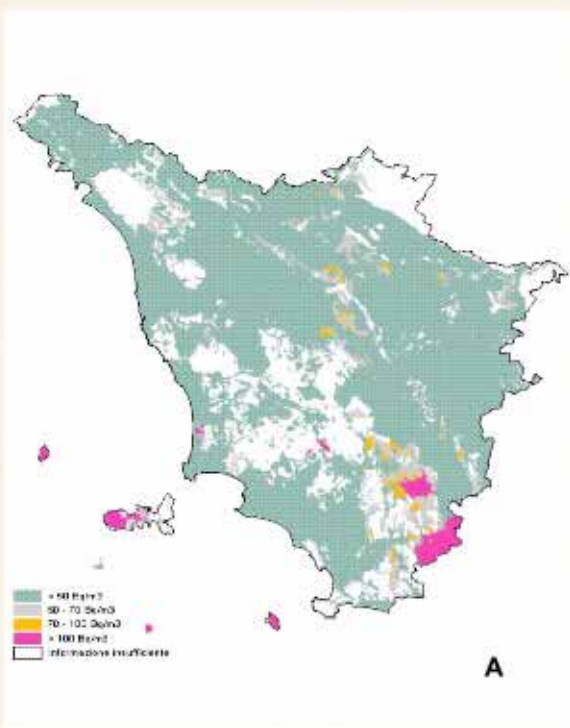 50 Bq/m3
50 - 70 Bq/m3
70 - 100 Bq/m3
> 100 Bq/m3
Informazione insufficiente
A